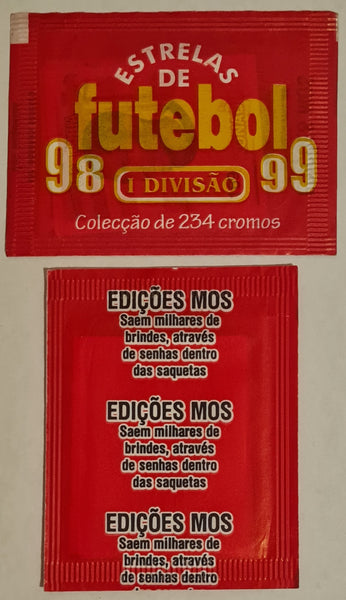 ESTRELAS
DE
futebol
98 I DIVISÃO 99
Colecção de 234 cromos
EDIÇÕES MOS
Saem milhares de
brindes, através
de senhas dentro
das saquetas
EDIÇÕES MOS
Saem milhares de
brindes, através
de senhas dentro
das saquetas
EDIÇÕES MOS
Saem milhares de
brindes, através
de senhas dentro